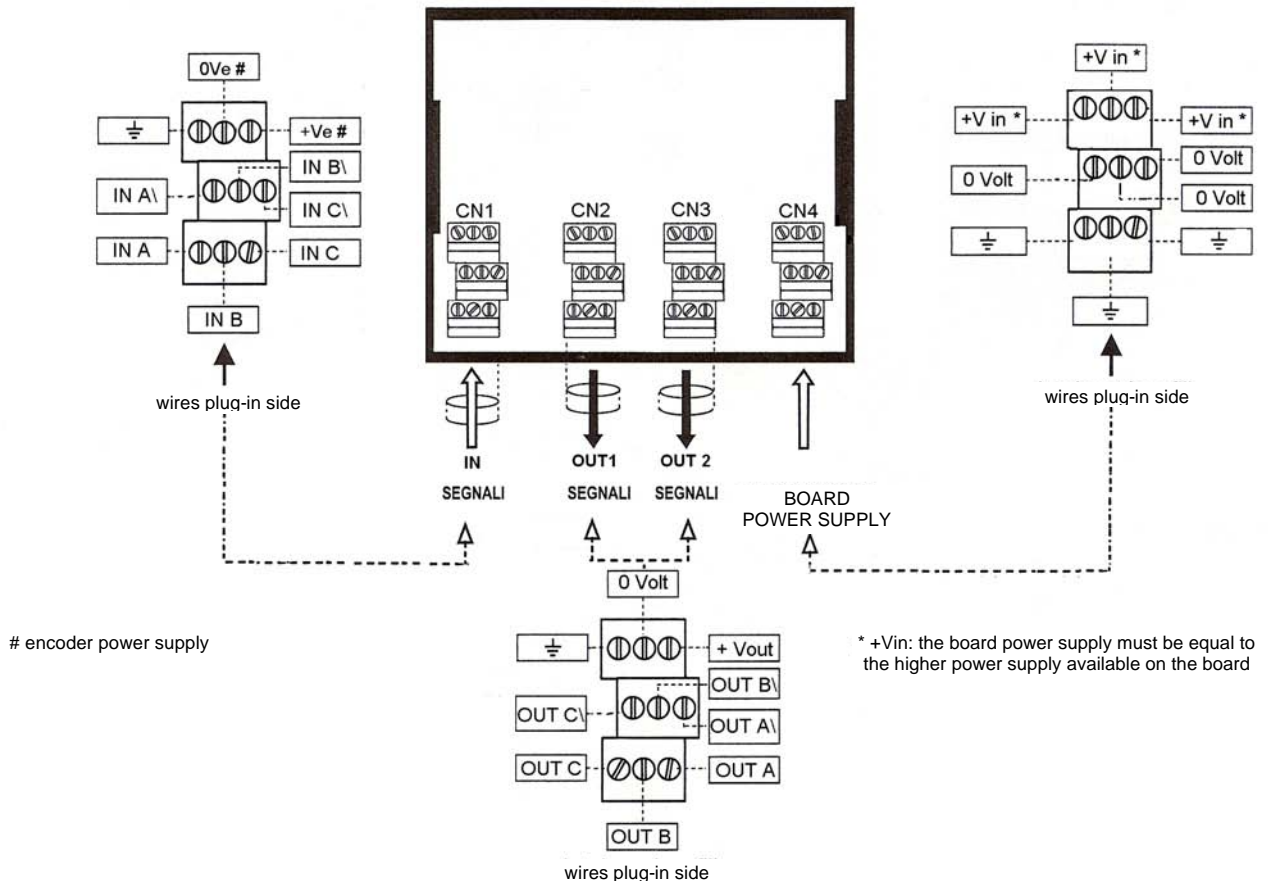 0Ve #
+Ve #
IN B\
IN A\
IN C\
IN A
IN C
IN B
wires plug-in side
CN1
CN2
CN3
CN4
+V in *
+V in *
+V in *
0 Volt
0 Volt
0 Volt
wires plug-in side
IN
SEGNALI
OUT1
SEGNALI
OUT 2
SEGNALI
BOARD
POWER SUPPLY
0 Volt
+ Vout
OUT B\
OUT C\
OUT A\
OUT C
OUT A
OUT B
wires plug-in side
# encoder power supply
* +Vin: the board power supply must be equal to
the higher power supply available on the board